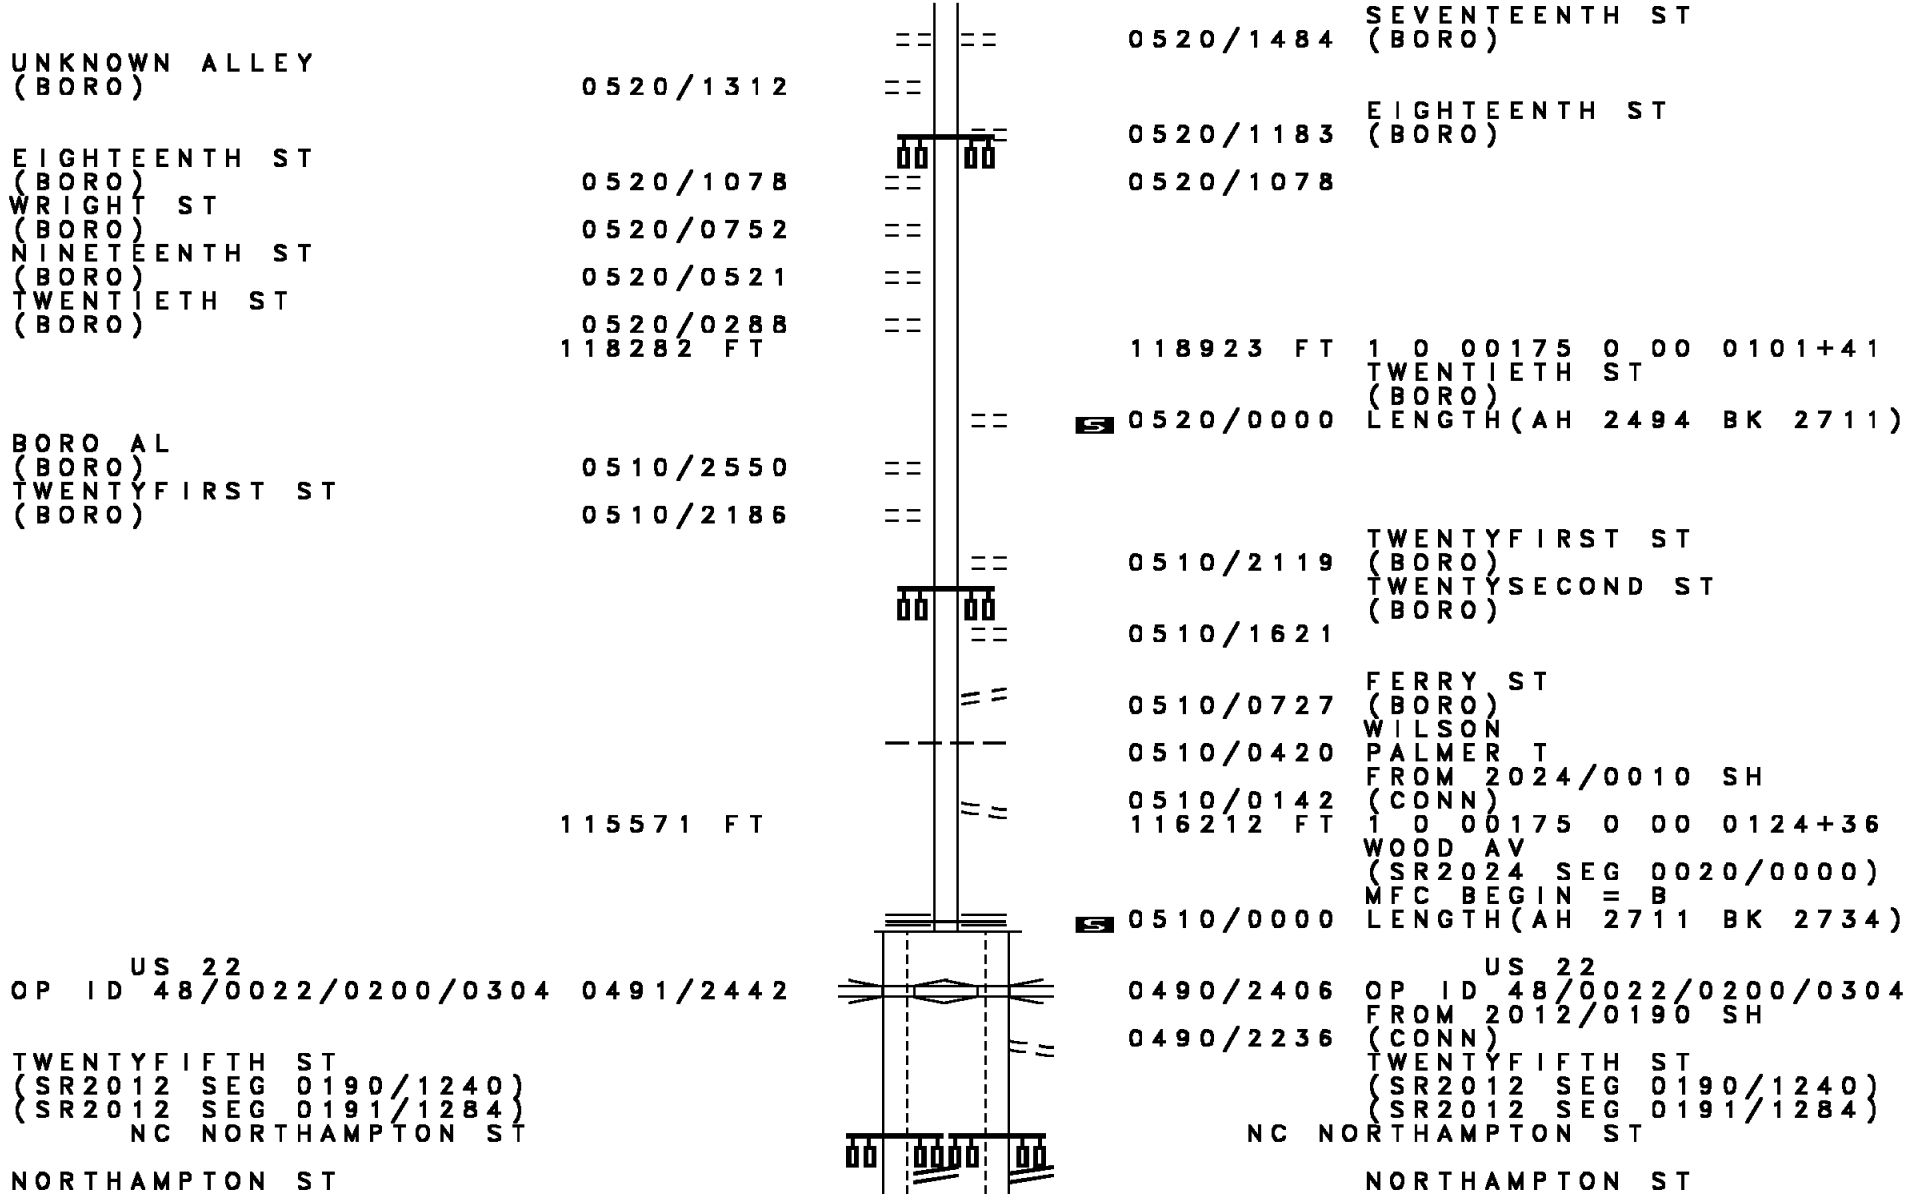 SEVENTEENTH ST
0520/1484 (BORO)
UNKNOWN ALLEY
(BORO) 0520/1312
EIGHTEENTH ST
0520/1183 (BORO)
EIGHTEENTH ST
(BORO) 0520/1078 0520/1078
WRIGHT ST
(BORO) 0520/0752
NINETEENTH ST
(BORO) 0520/0521
TWENTIETH ST
(BORO) 0520/0288
118282 FT 118923 FT 1 0 00175 0 00 0101+41
TWENTIETH ST
(BORO)
S 0520/0000 LENGTH(AH 2494 BK 2711)
BORO AL
(BORO) 0510/2550
TWENTYFIRST ST
(BORO) 0510/2186
TWENTYFIRST ST
0510/2119 (BORO)
TWENTYSECOND ST
(BORO)
0510/1621
FERRY ST
0510/0727 (BORO)
WILSON
0510/0420 PALMER T
FROM 2024/0010 SH
0510/0142 (CONN)
115571 FT 116212 FT 1 0 00175 0 00 0124+36
WOOD AV
(SR2024 SEG 0020/0000)
MFC BEGIN = B
S 0510/0000 LENGTH(AH 2711 BK 2734)
US 22 US 22
OP ID 48/0022/0200/0304 0491/2442 0490/2406 OP ID 48/0022/0200/0304
FROM 2012/0190 SH
0490/2236 (CONN)
TWENTYFIFTH ST TWENTYFIFTH ST
(SR2012 SEG 0190/1240) (SR2012 SEG 0190/1240)
(SR2012 SEG 0191/1284) (SR2012 SEG 0191/1284)
NC NORTHAMPTON ST NC NORTHAMPTON ST
NORTHAMPTON ST NORTHAMPTON ST